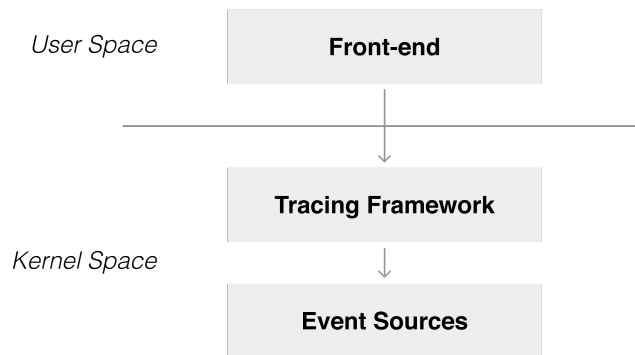 User Space
Front-end
Tracing Framework
Kernel Space
Event Sources